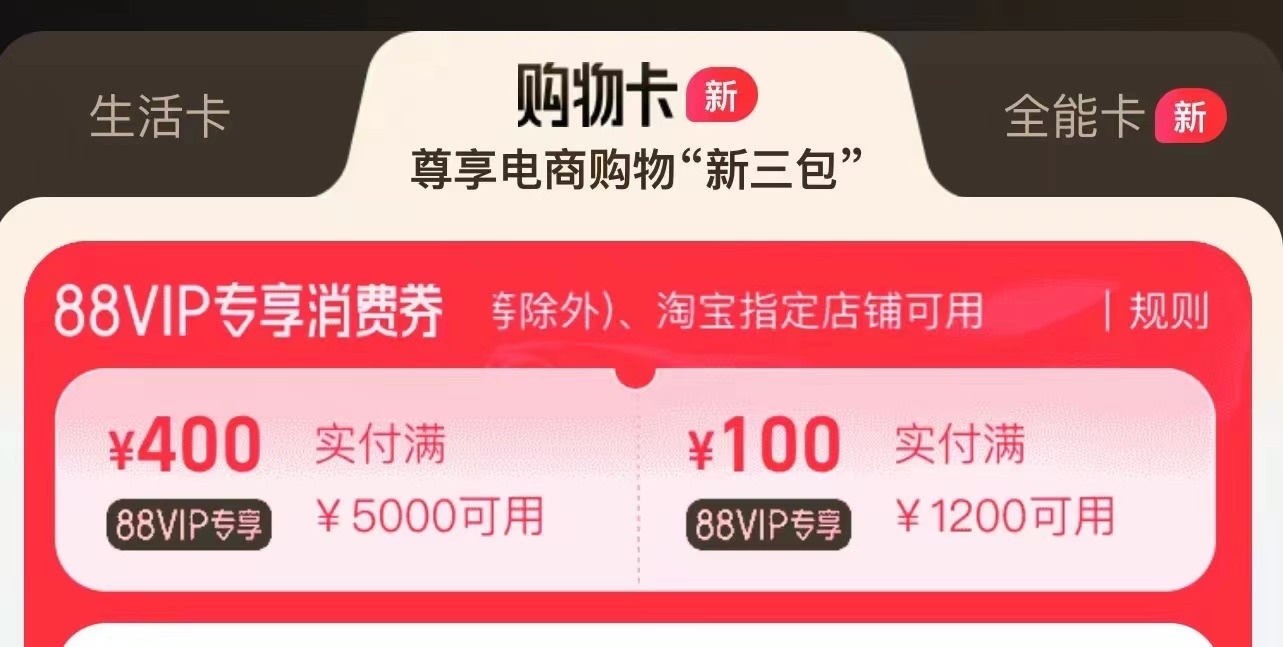 生活卡
购物卡 新
全能卡 新
尊享电商购物“新三包”
88VIP专享消费券 等除外)、淘宝指定店铺可用 | 规则
¥400 实付满
88VIP专享 ¥5000可用
¥100 实付满
88VIP专享 ¥1200可用